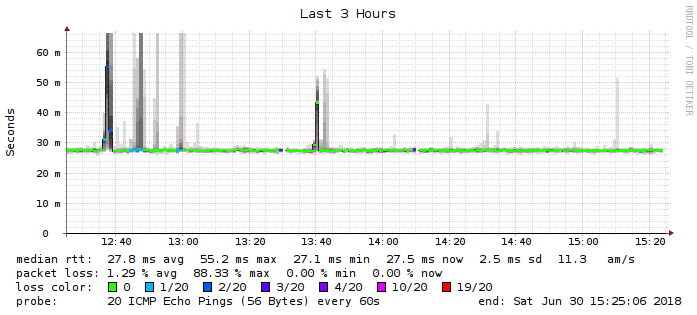 Last 3 Hours
RRDTOOL / TOBI OETIKER
Seconds
60 m
50 m
40 m
30 m
20 m
10 m
0
12:40 13:00 13:20 13:40 14:00 14:20 14:40 15:00 15:20
median rtt: 27.8 ms avg 55.2 ms max 27.1 ms min 27.5 ms now 2.5 ms sd 11.3 am/s
packet loss: 1.29 % avg 88.33 % max 0.00 % min 0.00 % now
loss color: 0 1/20 2/20 3/20 4/20 10/20 19/20
probe: 20 ICMP Echo Pings (56 Bytes) every 60s end: Sat Jun 30 15:25:06 2018